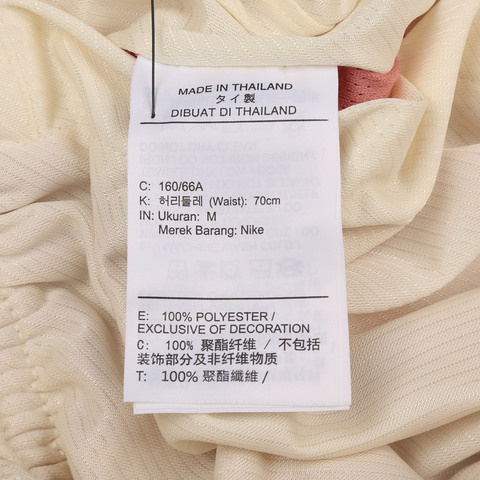 MADE IN THAILAND
タイ製
DIBUAT DI THAILAND
C: 160/66A
K: 허리둘레 (Waist): 70cm
IN: Ukuran: M
Merek Barang: Nike
E: 100% POLYESTER /
EXCLUSIVE OF DECORATION
C: 100% 聚酯纤维 / 不包括
装饰部分及非纤维物质
T: 100% 聚酯纖維 /